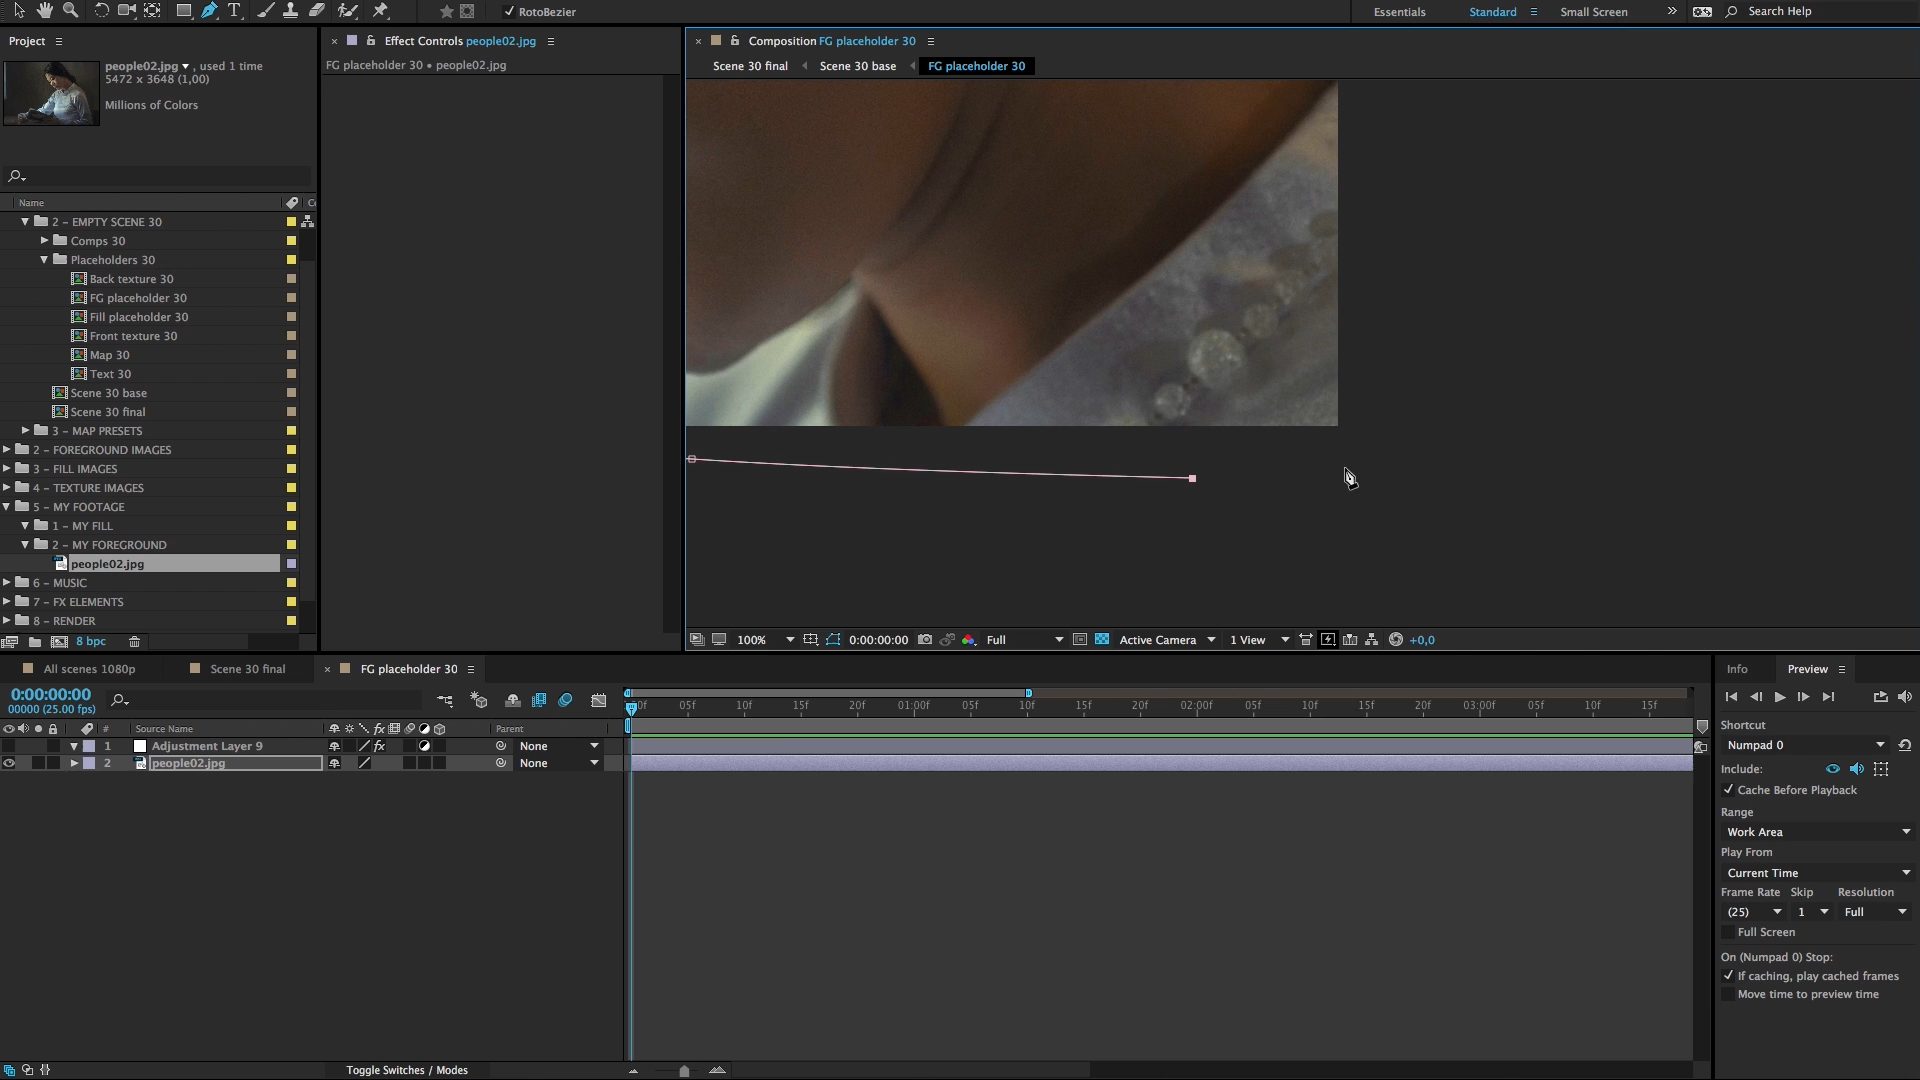 RotoBezier
Essentials
Standard
Small Screen
Search Help
Project
Effect Controls people02.jpg
Composition FG placeholder 30
people02.jpg , used 1 time
5472 x 3648 (1,00)
Millions of Colors
FG placeholder 30 • people02.jpg
Scene 30 final
Scene 30 base
FG placeholder 30
Name
2 – EMPTY SCENE 30
Comps 30
Placeholders 30
Back texture 30
FG placeholder 30
Fill placeholder 30
Front texture 30
Map 30
Text 30
Scene 30 base
Scene 30 final
3 – MAP PRESETS
2 – FOREGROUND IMAGES
3 – FILL IMAGES
4 – TEXTURE IMAGES
5 – MY FOOTAGE
1 – MY FILL
2 – MY FOREGROUND
people02.jpg
6 – MUSIC
7 – FX ELEMENTS
8 – RENDER
8 bpc
100%
0:00:00:00
Full
Active Camera
1 View
+0,0
All scenes 1080p
Scene 30 final
FG placeholder 30
0:00:00:00
00000 (25.00 fps)
# Source Name
Parent
1 Adjustment Layer 9
None
2 people02.jpg
None
00f 05f 10f 15f 20f 01:00f 05f 10f 15f 20f 02:00f 05f 10f 15f 20f 03:00f 05f 10f 15f
Toggle Switches / Modes
Info
Preview
Shortcut
Numpad 0
Include:
Cache Before Playback
Range
Work Area
Play From
Current Time
Frame Rate Skip Resolution
(25) 1 Full
Full Screen
On (Numpad 0) Stop:
If caching, play cached frames
Move time to preview time